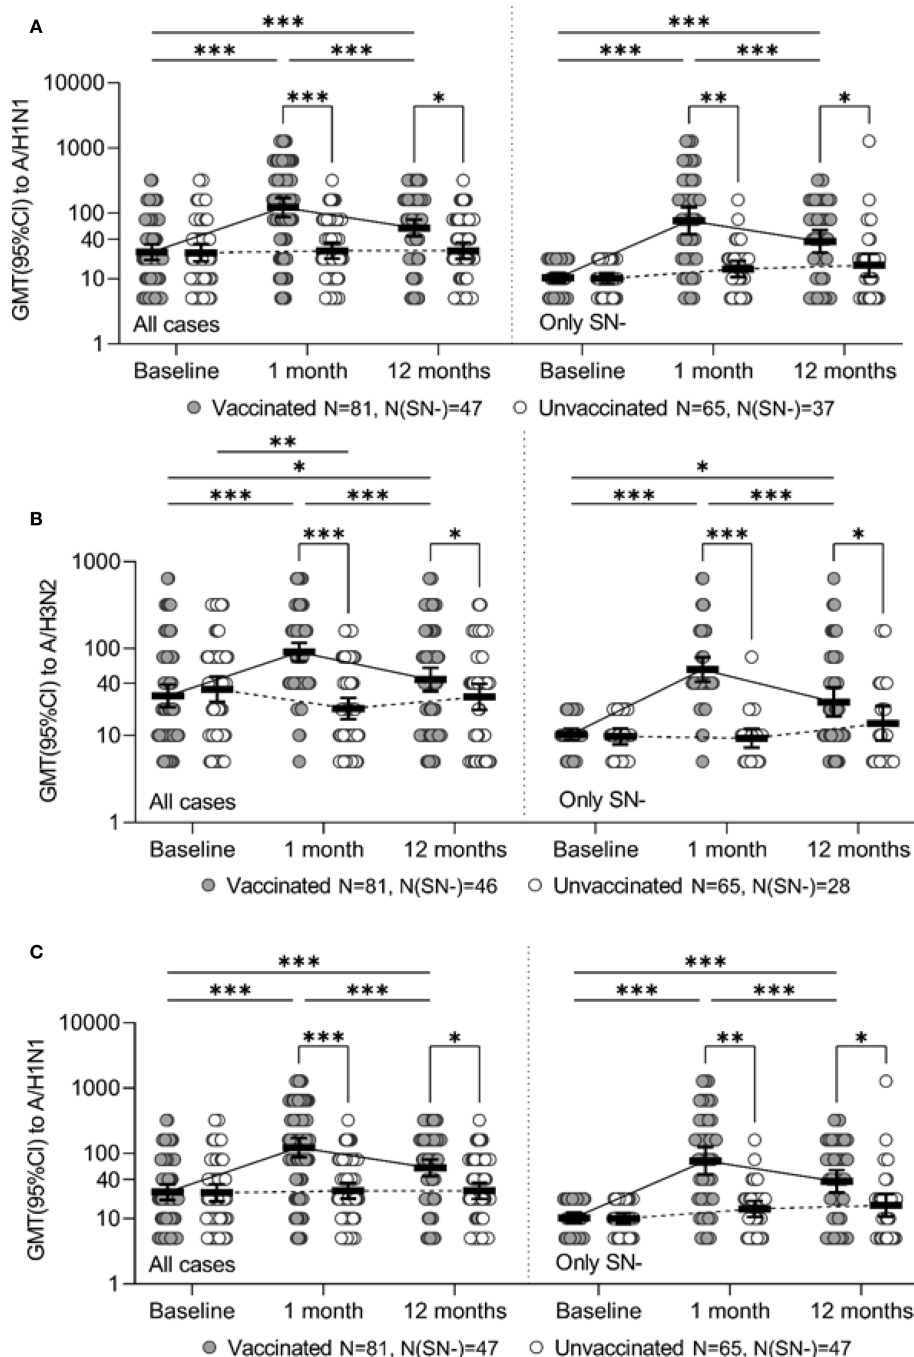 A
*** ***
*** *** *** ***
*** * ** *
GMT(95%CI) to A/H1N1
10000
1000
100
40
10
1
All cases Only SN-
Baseline 1 month 12 months Baseline 1 month 12 months
Vaccinated N=81, N(SN-)=47 Unvaccinated N=65, N(SN-)=37
B
**
* *
*** *** *** ***
*** * *** *
GMT(95%CI) to A/H3N2
1000
100
40
10
1
All cases Only SN-
Baseline 1 month 12 months Baseline 1 month 12 months
Vaccinated N=81, N(SN-)=46 Unvaccinated N=65, N(SN-)=28
C
*** ***
*** *** *** ***
*** * ** *
GMT(95%CI) to A/H1N1
10000
1000
100
40
10
1
All cases Only SN-
Baseline 1 month 12 months Baseline 1 month 12 months
Vaccinated N=81, N(SN-)=47 Unvaccinated N=65, N(SN-)=47